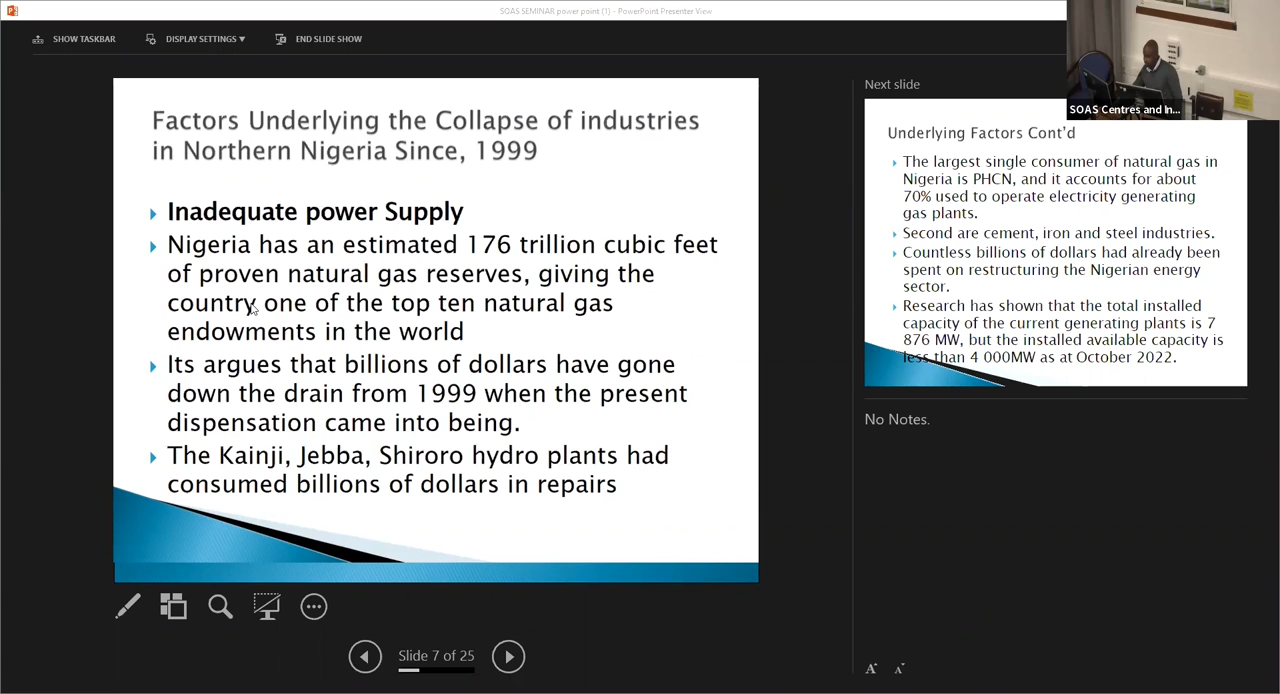 SOAS SEMINAR power point (1) - PowerPoint Presenter View
SHOW TASKBAR
DISPLAY SETTINGS ▾
END SLIDE SHOW
Factors Underlying the Collapse of industries
in Northern Nigeria Since, 1999
Inadequate power Supply
Nigeria has an estimated 176 trillion cubic feet
of proven natural gas reserves, giving the
country one of the top ten natural gas
endowments in the world
Its argues that billions of dollars have gone
down the drain from 1999 when the present
dispensation came into being.
The Kainji, Jebba, Shiroro hydro plants had
consumed billions of dollars in repairs
Slide 7 of 25
Next slide
SOAS Centres and In...
Underlying Factors Cont'd
The largest single consumer of natural gas in
Nigeria is PHCN, and it accounts for about
70% used to operate electricity generating
gas plants.
Second are cement, iron and steel industries.
Countless billions of dollars had already been
spent on restructuring the Nigerian energy
sector.
Research has shown that the total installed
capacity of the current generating plants is 7
876 MW, but the installed available capacity is
less than 4 000MW as at October 2022.
No Notes.
A A